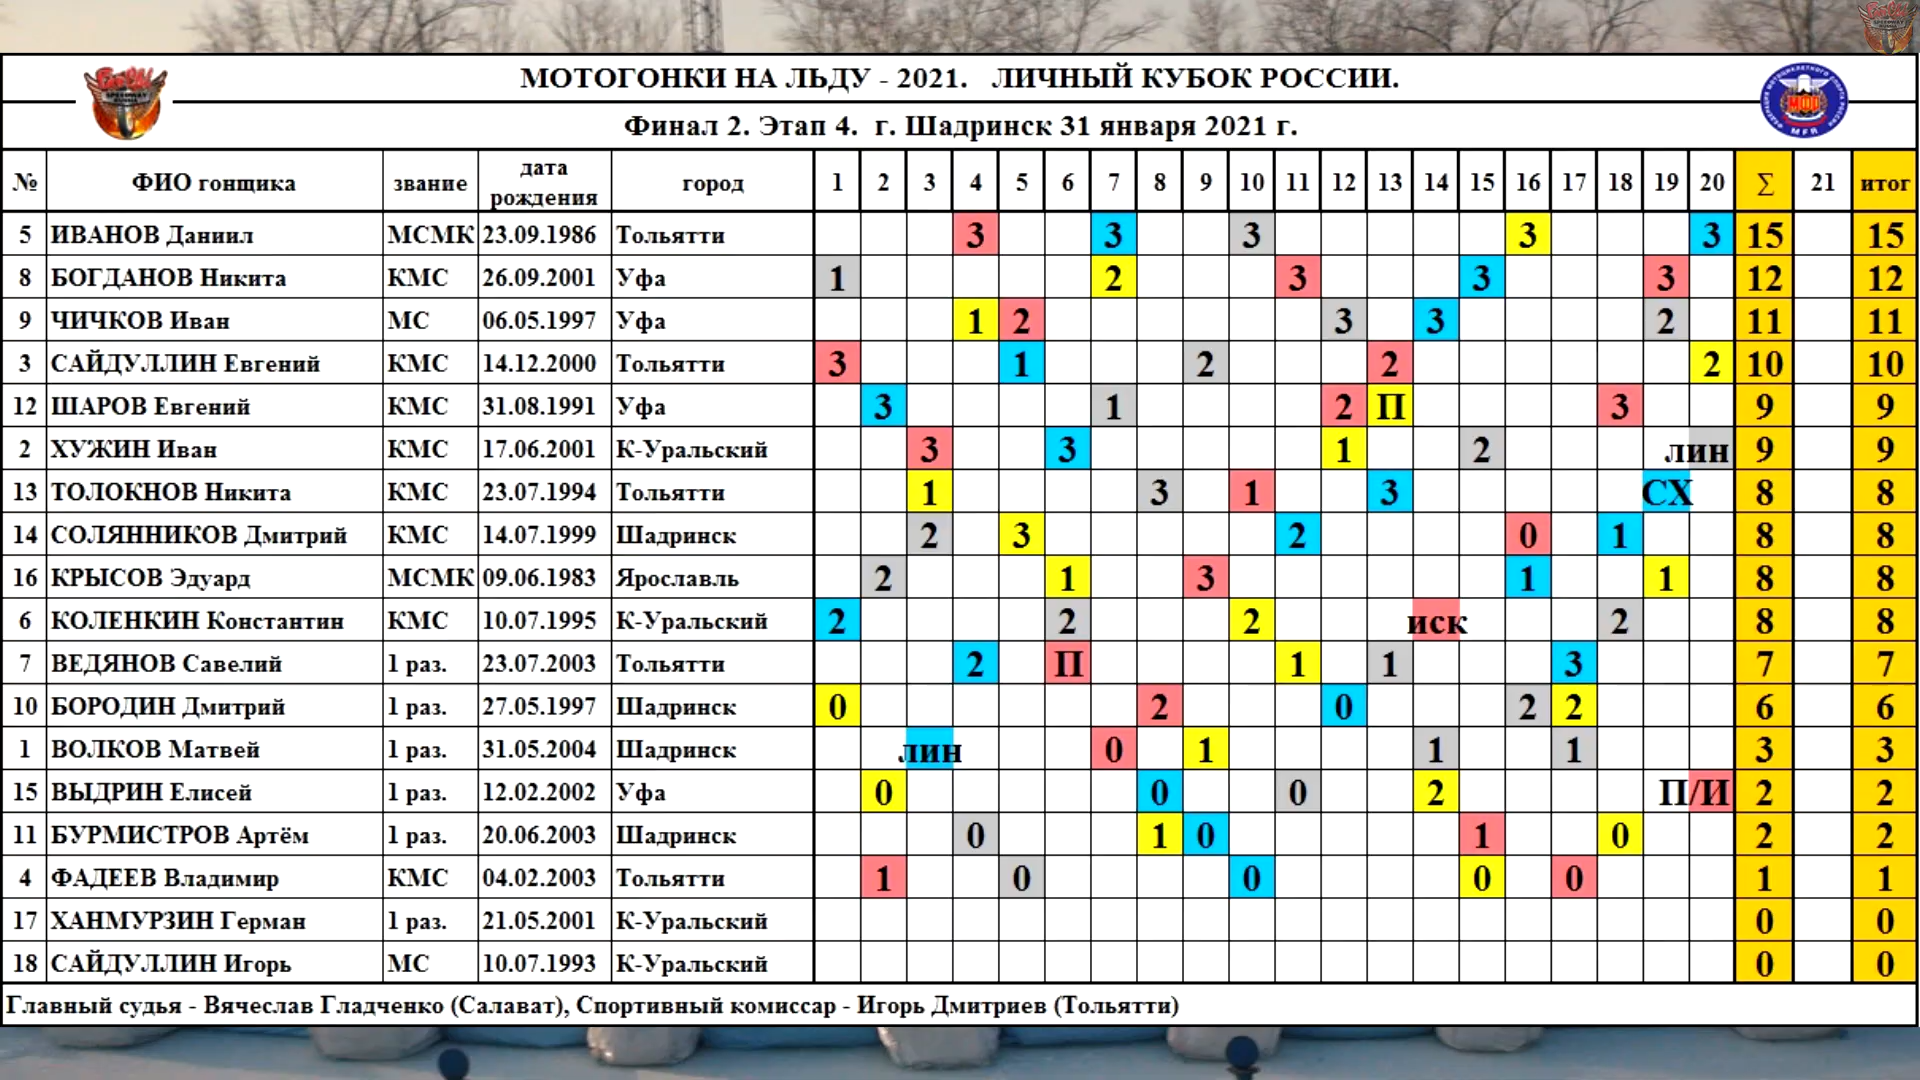 МОТОГОНКИ НА ЛЬДУ - 2021. ЛИЧНЫЙ КУБОК РОССИИ.
Финал 2. Этап 4. г. Шадринск 31 января 2021 г.
№ ФИО гонщика звание дата рождения город 1 2 3 4 5 6 7 8 9 10 11 12 13 14 15 16 17 18 19 20 ∑ 21 итог
5 ИВАНОВ Даниил МСМК 23.09.1986 Тольятти 3 3 3 3 3 15 15
8 БОГДАНОВ Никита КМС 26.09.2001 Уфа 1 2 3 3 3 12 12
9 ЧИЧКОВ Иван МС 06.05.1997 Уфа 1 2 3 3 2 11 11
3 САЙДУЛЛИН Евгений КМС 14.12.2000 Тольятти 3 1 2 2 2 10 10
12 ШАРОВ Евгений КМС 31.08.1991 Уфа 3 1 2 П 3 9 9
2 ХУЖИН Иван КМС 17.06.2001 К-Уральский 3 3 1 2 лин 9 9
13 ТОЛОКНОВ Никита КМС 23.07.1994 Тольятти 1 3 1 3 СХ 8 8
14 СОЛЯННИКОВ Дмитрий КМС 14.07.1999 Шадринск 2 3 2 0 1 8 8
16 КРЫСОВ Эдуард МСМК 09.06.1983 Ярославль 2 1 3 1 1 8 8
6 КОЛЕНКИН Константин КМС 10.07.1995 К-Уральский 2 2 2 иск 2 8 8
7 ВЕДЯНОВ Савелий 1 раз. 23.07.2003 Тольятти 2 П 1 1 3 7 7
10 БОРОДИН Дмитрий 1 раз. 27.05.1997 Шадринск 0 2 0 2 2 6 6
1 ВОЛКОВ Матвей 1 раз. 31.05.2004 Шадринск лин 0 1 1 1 3 3
15 ВЫДРИН Елисей 1 раз. 12.02.2002 Уфа 0 0 0 2 П/И 2 2
11 БУРМИСТРОВ Артём 1 раз. 20.06.2003 Шадринск 0 1 0 1 0 2 2
4 ФАДЕЕВ Владимир КМС 04.02.2003 Тольятти 1 0 0 0 0 1 1
17 ХАНМУРЗИН Герман 1 раз. 21.05.2001 К-Уральский 0 0
18 САЙДУЛЛИН Игорь МС 10.07.1993 К-Уральский 0 0
Главный судья - Вячеслав Гладченко (Салават), Спортивный комиссар - Игорь Дмитриев (Тольятти)